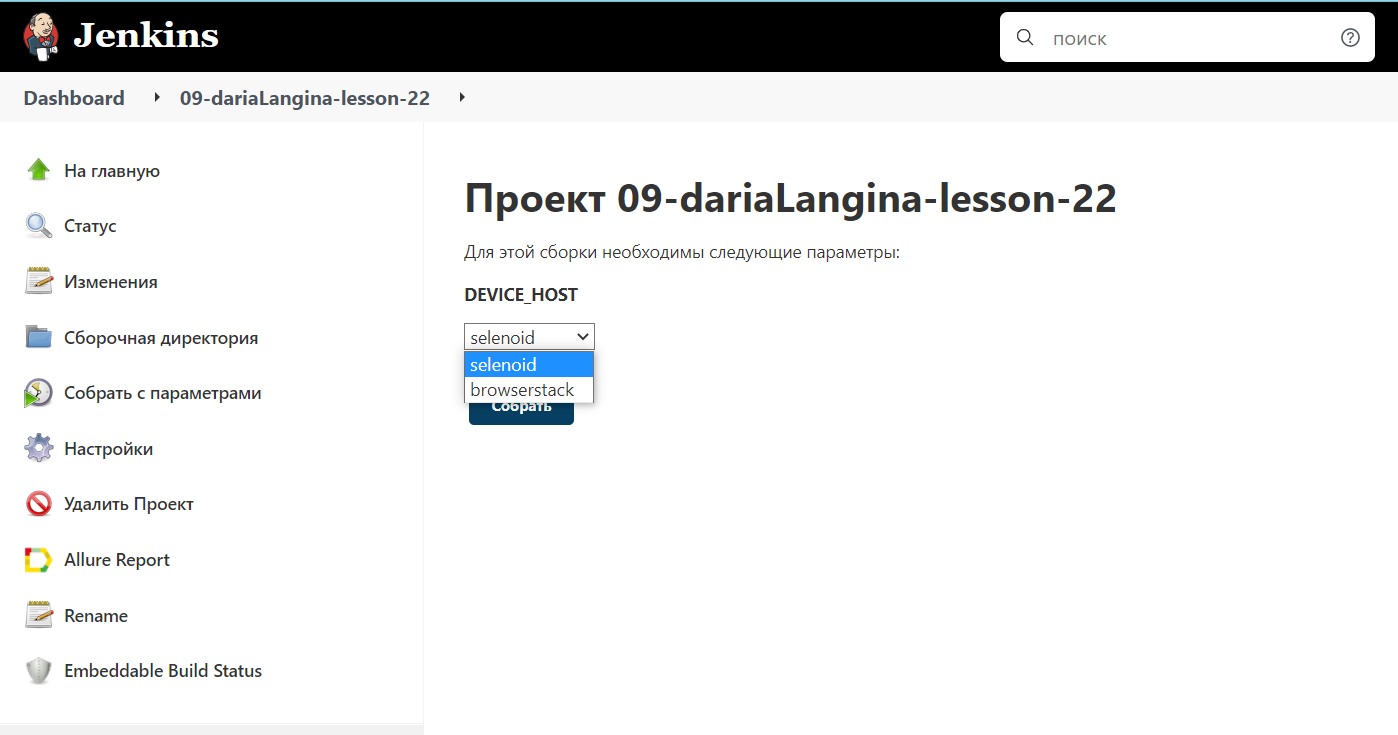 Jenkins
поиск
Dashboard
09-dariaLangina-lesson-22
На главную
Статус
Изменения
Сборочная директория
Собрать с параметрами
Настройки
Удалить Проект
Allure Report
Rename
Embeddable Build Status
Проект 09-dariaLangina-lesson-22
Для этой сборки необходимы следующие параметры:
DEVICE_HOST
selenoid
selenoid
browserstack
Собрать